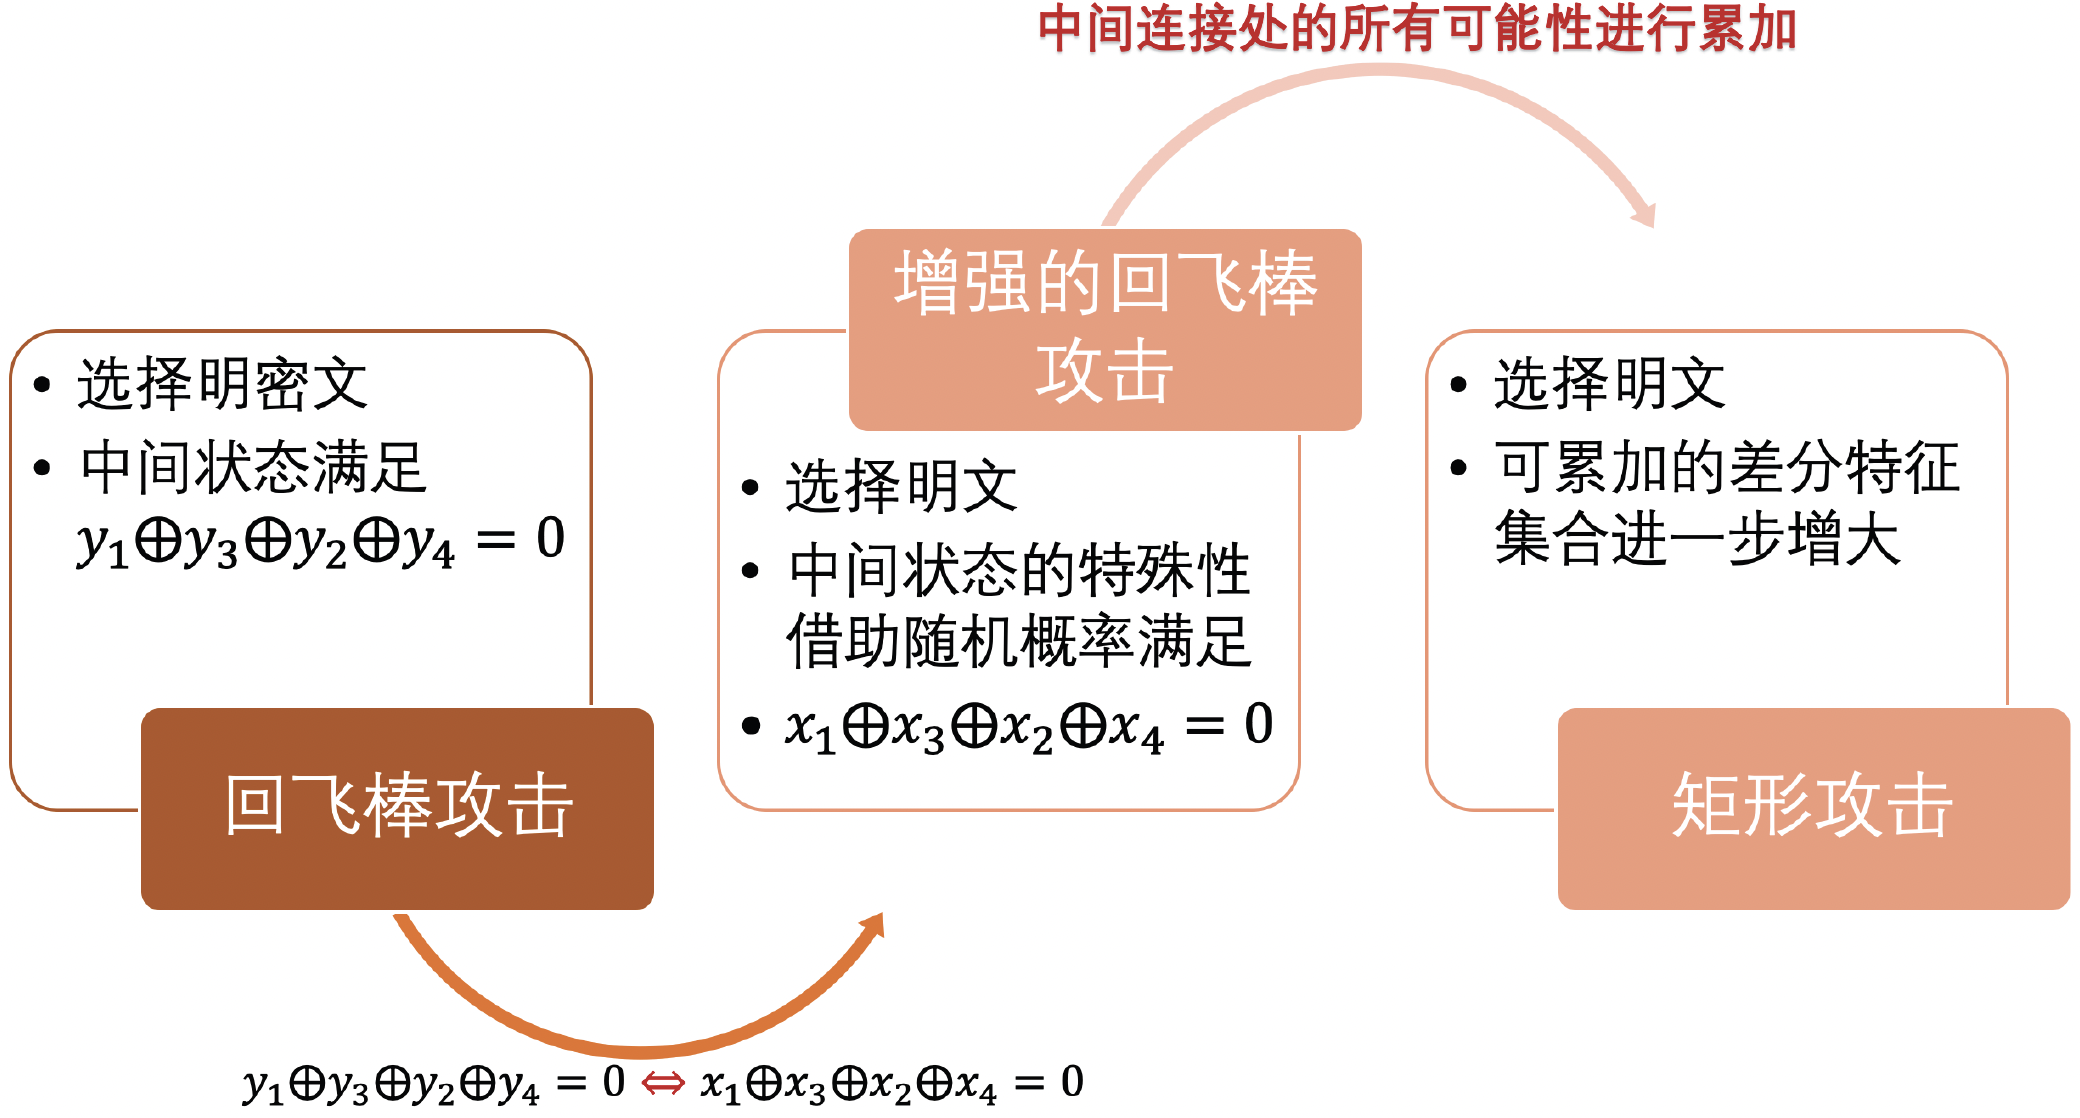 中间连接处的所有可能性进行累加
• 选择明密文
• 中间状态满足
y₁⊕y₃⊕y₂⊕y₄ = 0
回飞棒攻击
y₁⊕y₃⊕y₂⊕y₄ = 0 ⇔ x₁⊕x₃⊕x₂⊕x₄ = 0
增强的回飞棒
攻击
• 选择明文
• 中间状态的特殊性
借助随机概率满足
• x₁⊕x₃⊕x₂⊕x₄ = 0
• 选择明文
• 可累加的差分特征
集合进一步增大
矩形攻击